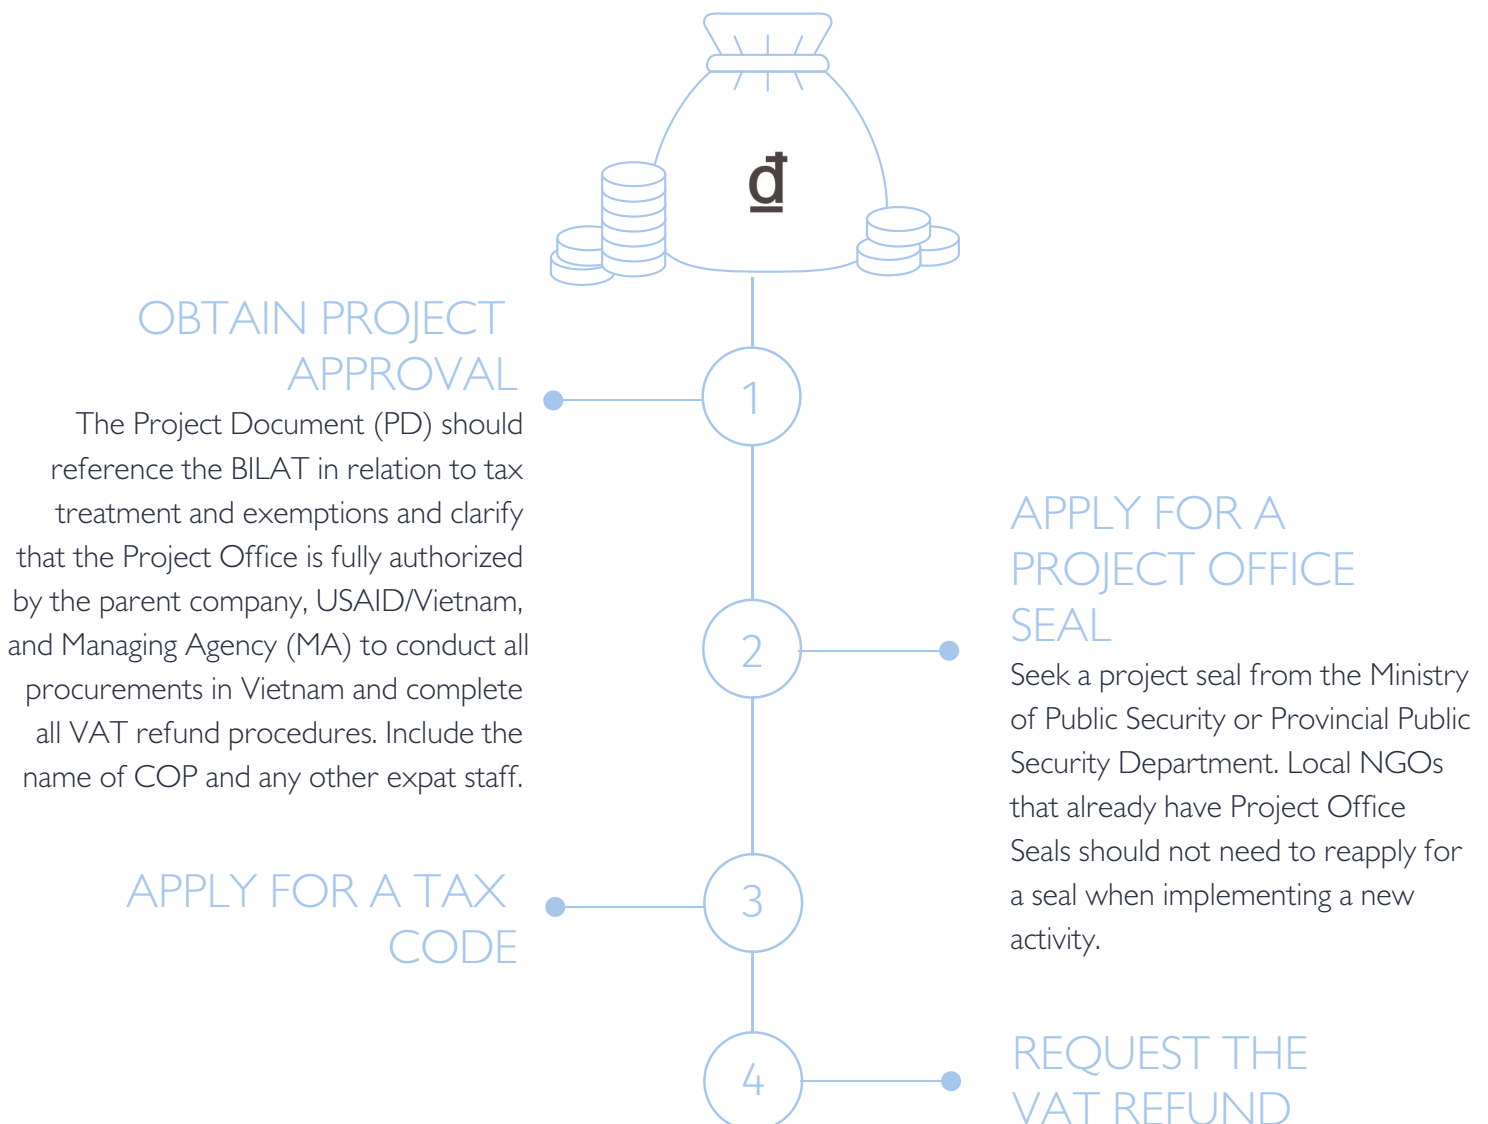 ₫
OBTAIN PROJECT
APPROVAL
1
The Project Document (PD) should
reference the BILAT in relation to tax
treatment and exemptions and clarify
that the Project Office is fully authorized
by the parent company, USAID/Vietnam,
and Managing Agency (MA) to conduct all
procurements in Vietnam and complete
all VAT refund procedures. Include the
name of COP and any other expat staff.
2
APPLY FOR A
PROJECT OFFICE
SEAL
Seek a project seal from the Ministry
of Public Security or Provincial Public
Security Department. Local NGOs
that already have Project Office
Seals should not need to reapply for
a seal when implementing a new
activity.
APPLY FOR A TAX
CODE
3
4
REQUEST THE
VAT REFUND